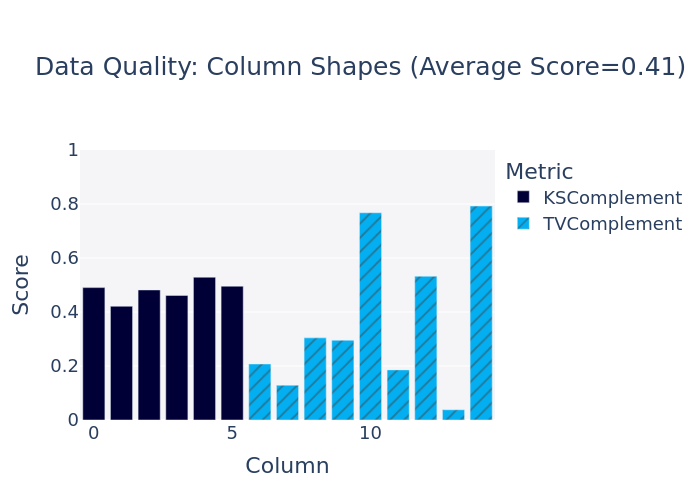 Data Quality: Column Shapes (Average Score=0.41)
1
0.8
0.6
0.4
0.2
0
Score
0 5 10
Column
Metric
KSComplement
TVComplement